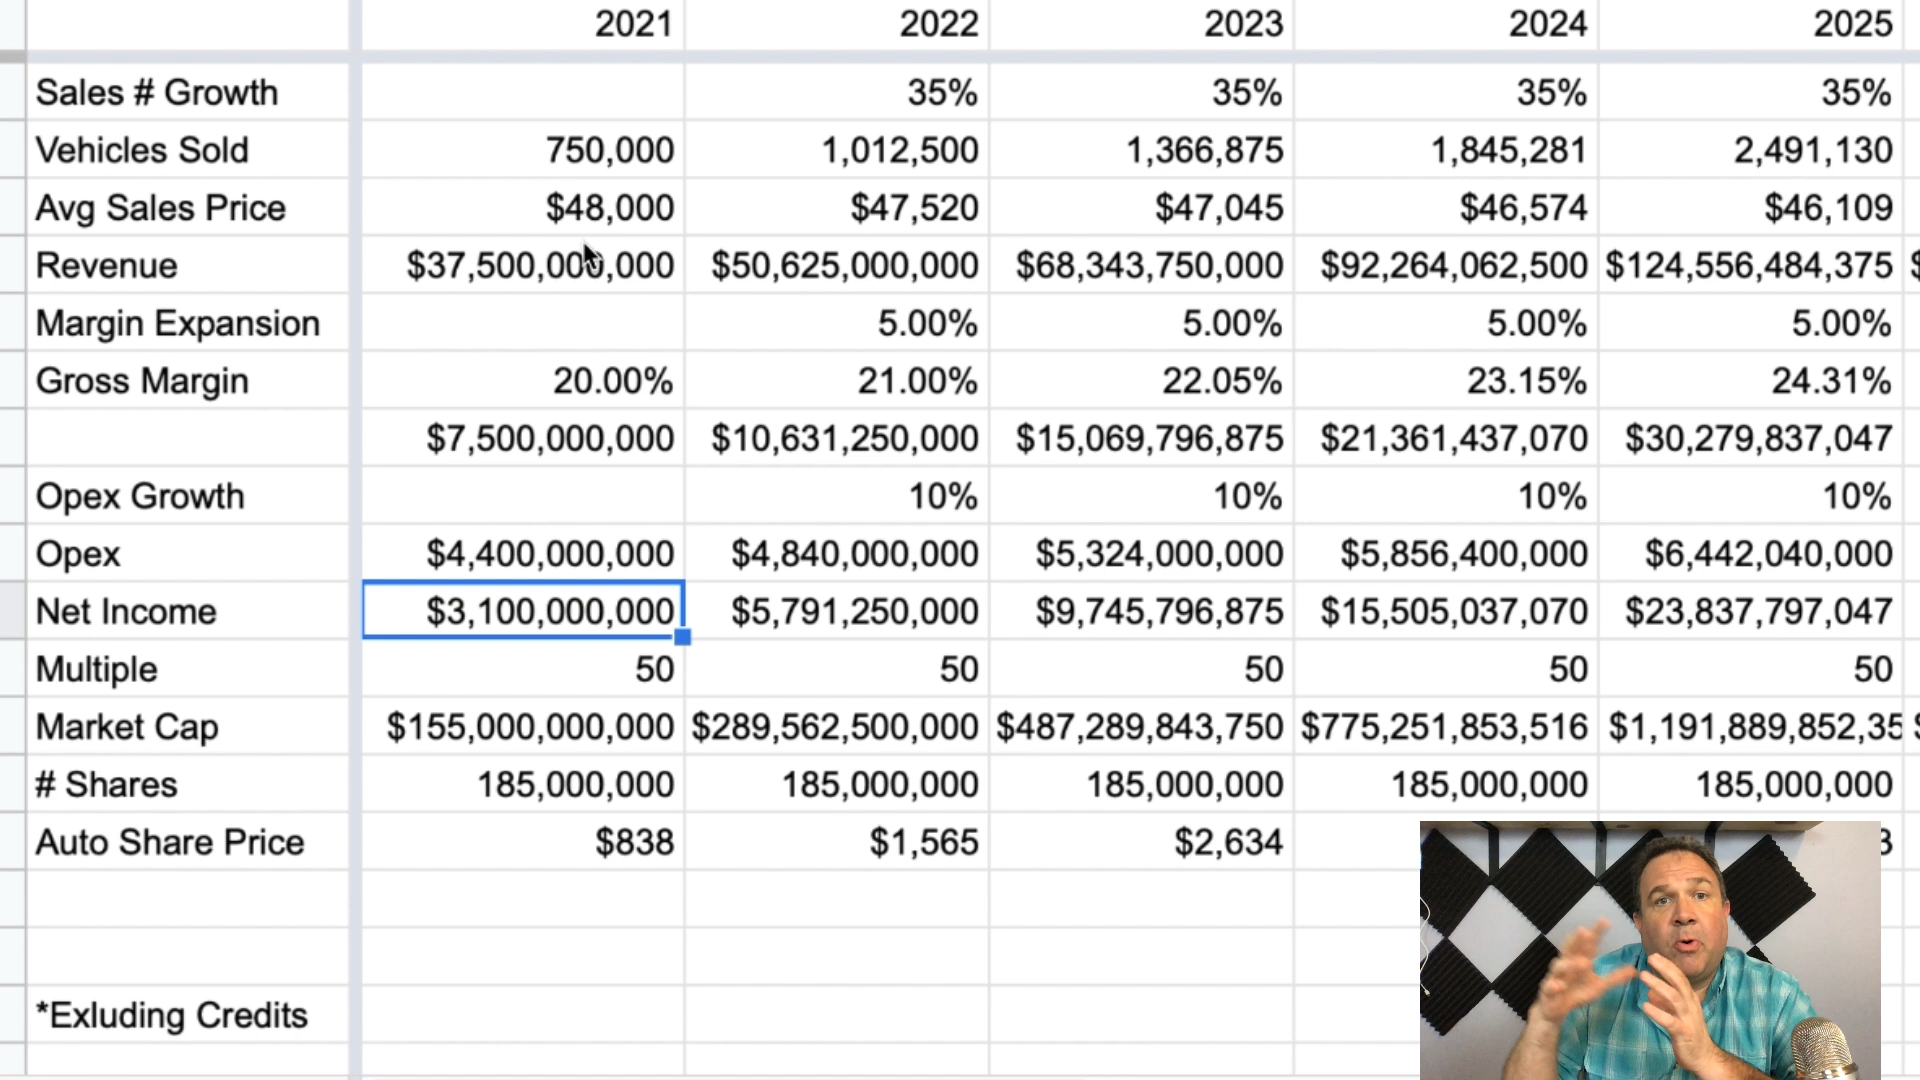 2021 2022 2023 2024 2025
Sales # Growth 35% 35% 35% 35%
Vehicles Sold 750,000 1,012,500 1,366,875 1,845,281 2,491,130
Avg Sales Price $48,000 $47,520 $47,045 $46,574 $46,109
Revenue $37,500,000,000 $50,625,000,000 $68,343,750,000 $92,264,062,500 $124,556,484,375 $
Margin Expansion 5.00% 5.00% 5.00% 5.00%
Gross Margin 20.00% 21.00% 22.05% 23.15% 24.31%
$7,500,000,000 $10,631,250,000 $15,069,796,875 $21,361,437,070 $30,279,837,047
Opex Growth 10% 10% 10% 10%
Opex $4,400,000,000 $4,840,000,000 $5,324,000,000 $5,856,400,000 $6,442,040,000
Net Income $3,100,000,000 $5,791,250,000 $9,745,796,875 $15,505,037,070 $23,837,797,047
Multiple 50 50 50 50 50
Market Cap $155,000,000,000 $289,562,500,000 $487,289,843,750 $775,251,853,516 $1,191,889,852,35 $
# Shares 185,000,000 185,000,000 185,000,000 185,000,000 185,000,000
Auto Share Price $838 $1,565 $2,634
*Exluding Credits